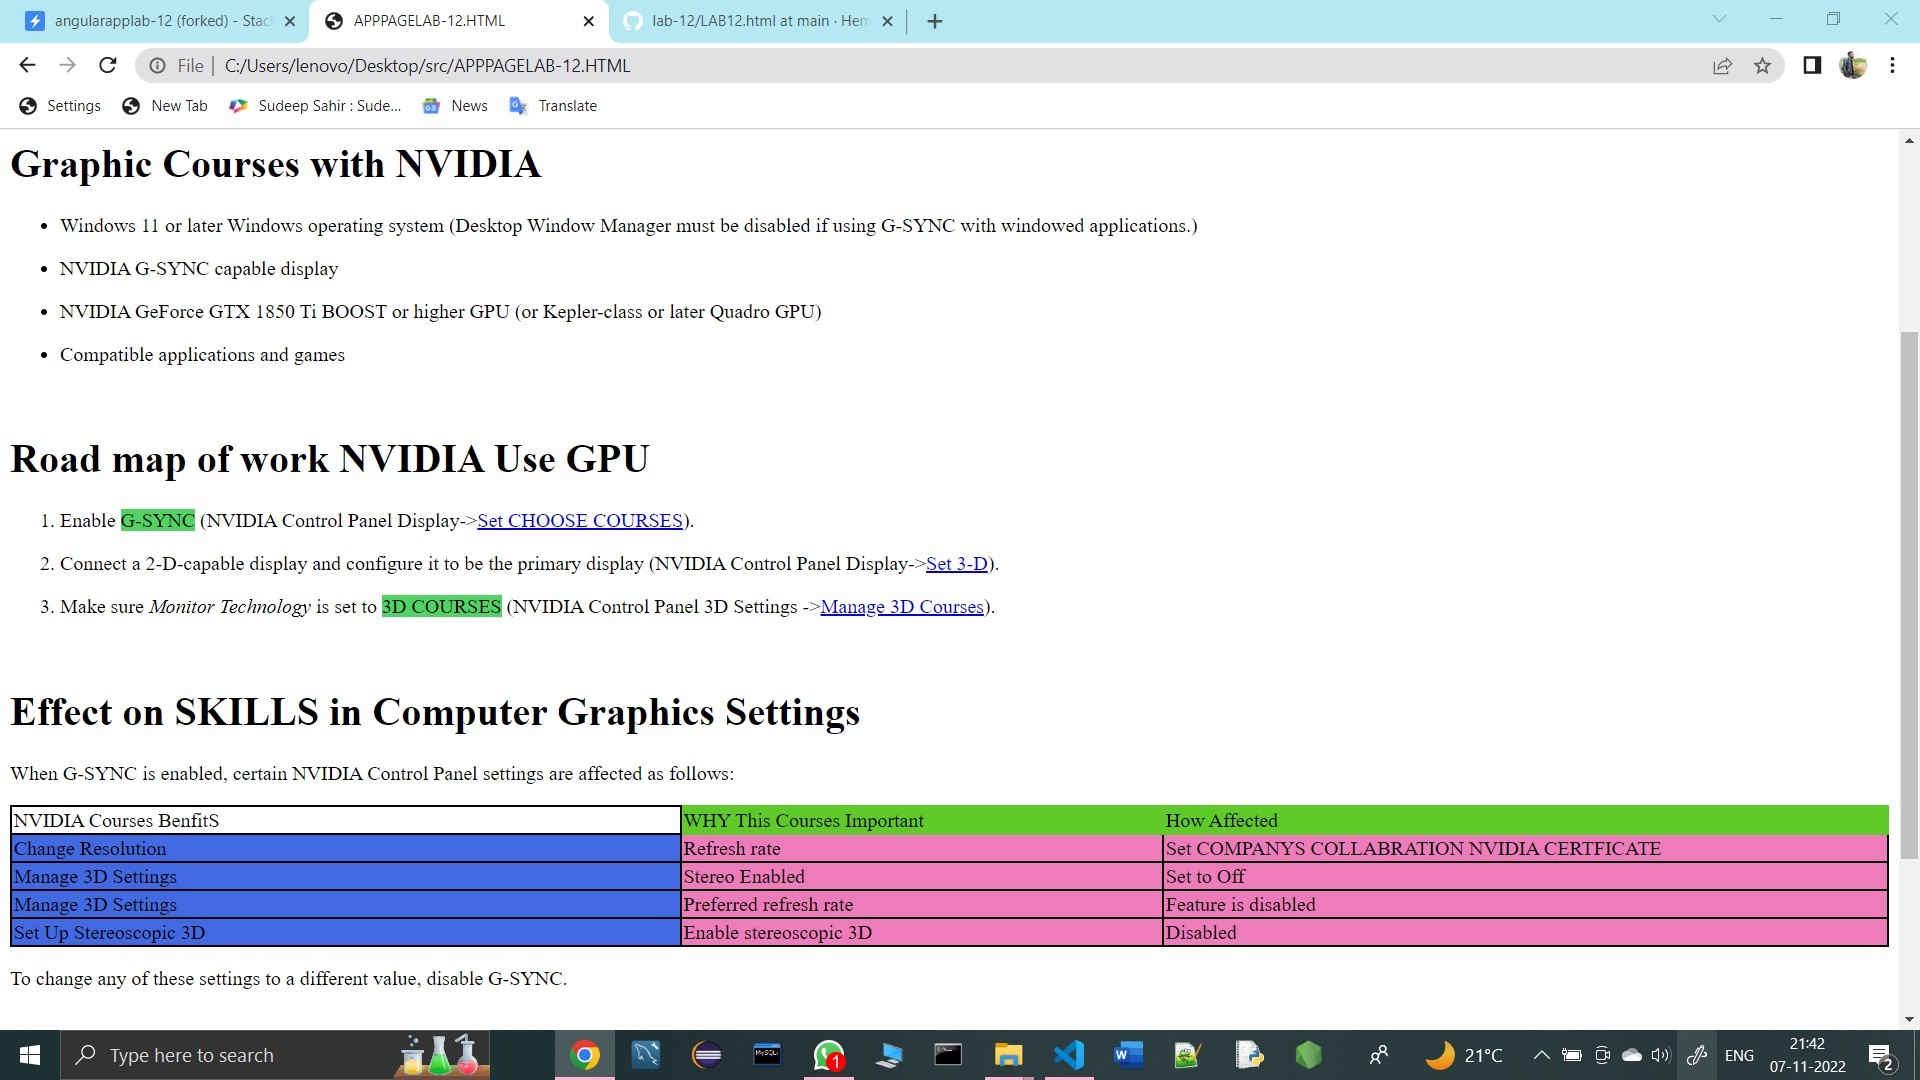 angularapplab-12 (forked) - Stac
APPPAGELAB-12.HTML
lab-12/LAB12.html at main · Hem
File | C:/Users/lenovo/Desktop/src/APPPAGELAB-12.HTML
Settings
New Tab
Sudeep Sahir : Sude...
News
Translate
Graphic Courses with NVIDIA
• Windows 11 or later Windows operating system (Desktop Window Manager must be disabled if using G-SYNC with windowed applications.)
• NVIDIA G-SYNC capable display
• NVIDIA GeForce GTX 1850 Ti BOOST or higher GPU (or Kepler-class or later Quadro GPU)
• Compatible applications and games
Road map of work NVIDIA Use GPU
1. Enable G-SYNC (NVIDIA Control Panel Display->Set CHOOSE COURSES).
2. Connect a 2-D-capable display and configure it to be the primary display (NVIDIA Control Panel Display->Set 3-D).
3. Make sure Monitor Technology is set to 3D COURSES (NVIDIA Control Panel 3D Settings ->Manage 3D Courses).
Effect on SKILLS in Computer Graphics Settings
When G-SYNC is enabled, certain NVIDIA Control Panel settings are affected as follows:
NVIDIA Courses BenfitS WHY This Courses Important How Affected
Change Resolution Refresh rate Set COMPANYS COLLABRATION NVIDIA CERTFICATE
Manage 3D Settings Stereo Enabled Set to Off
Manage 3D Settings Preferred refresh rate Feature is disabled
Set Up Stereoscopic 3D Enable stereoscopic 3D Disabled
To change any of these settings to a different value, disable G-SYNC.
Type here to search
MySQL
1
21°C
ENG
21:42
07-11-2022
2